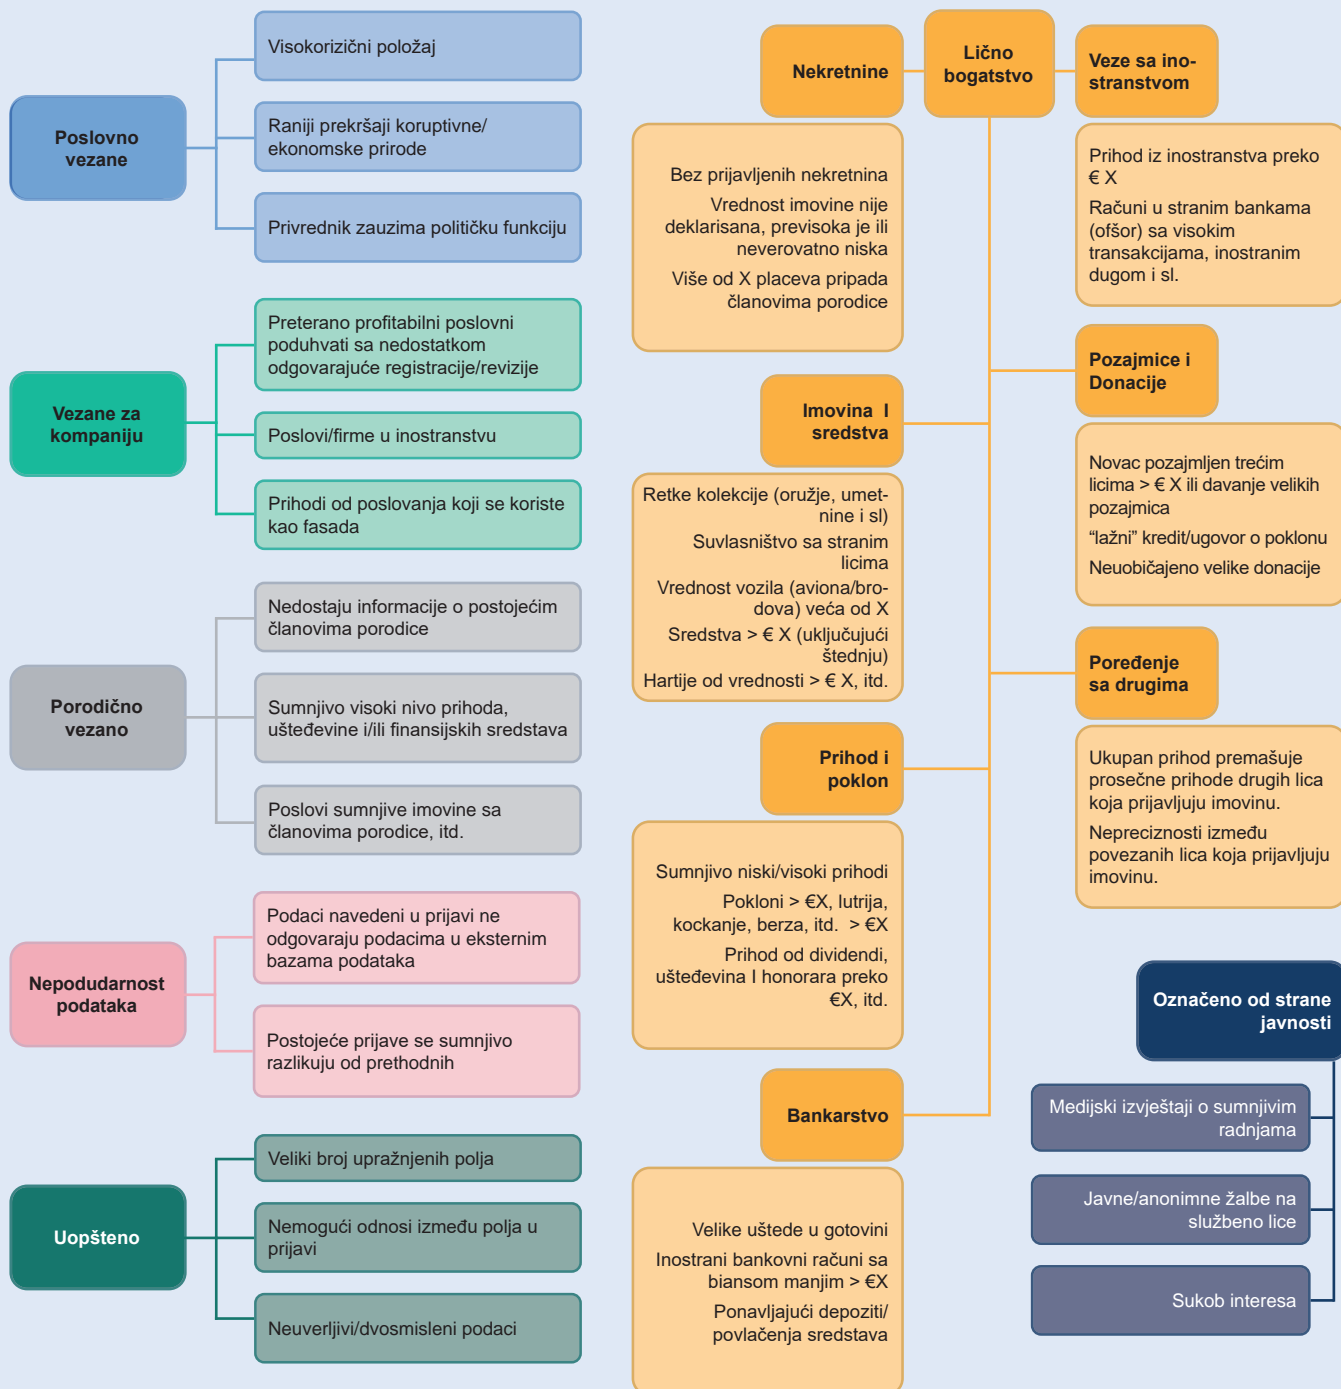 Poslovno
vezane
Visokorizični položaj
Raniji prekršaji koruptivne/
ekonomske prirode
Privrednik zauzima političku funkciju
Vezane za
kompaniju
Preterano profitabilni poslovni
poduhvati sa nedostatkom
odgovarajuće registracije/revizije
Poslovi/firme u inostranstvu
Prihodi od poslovanja koji se koriste
kao fasada
Porodično
vezano
Nedostaju informacije o postojećim
članovima porodice
Sumnjivo visoki nivo prihoda,
ušteđevine i/ili finansijskih sredstava
Poslovi sumnjive imovine sa
članovima porodice, itd.
Nepodudarnost
podataka
Podaci navedeni u prijavi ne
odgovaraju podacima u eksternim
bazama podataka
Postojeće prijave se sumnjivo
razlikuju od prethodnih
Uopšteno
Veliki broj upražnjenih polja
Nemogući odnosi između polja u
prijavi
Neuverljivi/dvosmisleni podaci
Lično
bogatstvo
Nekretnine
Bez prijavljenih nekretnina
Vrednost imovine nije
deklarisana, previsoka je ili
neverovatno niska
Više od X placeva pripada
članovima porodice
Imovina I
sredstva
Retke kolekcije (oružje, umet-
nine i sl)
Suvlasništvo sa stranim
licima
Vrednost vozila (aviona/bro-
dova) veća od X
Sredstva > € X (uključujući
štednju)
Hartije od vrednosti > € X, itd.
Prihod i
poklon
Sumnjivo niski/visoki prihodi
Pokloni > €X, lutrija,
kockanje, berza, itd. > €X
Prihod od dividendi,
ušteđevina I honorara preko
€X, itd.
Bankarstvo
Velike uštede u gotovini
Inostrani bankovni računi sa
biansom manjim > €X
Ponavljajući depoziti/
povlačenja sredstava
Veze sa ino-
stranstvom
Prihod iz inostranstva preko
€ X
Računi u stranim bankama
(ofšor) sa visokim
transakcijama, inostranim
dugom i sl.
Pozajmice i
Donacije
Novac pozajmljen trećim
licima > € X ili davanje velikih
pozajmica
“lažni” kredit/ugovor o poklonu
Neuobičajeno velike donacije
Poređenje
sa drugima
Ukupan prihod premašuje
prosečne prihode drugih lica
koja prijavljuju imovinu.
Nepreciznosti između
povezanih lica koja prijavljuju
imovinu.
Označeno od strane
javnosti
Medijski izvještaji o sumnjivim
radnjama
Javne/anonimne žalbe na
službeno lice
Sukob interesa